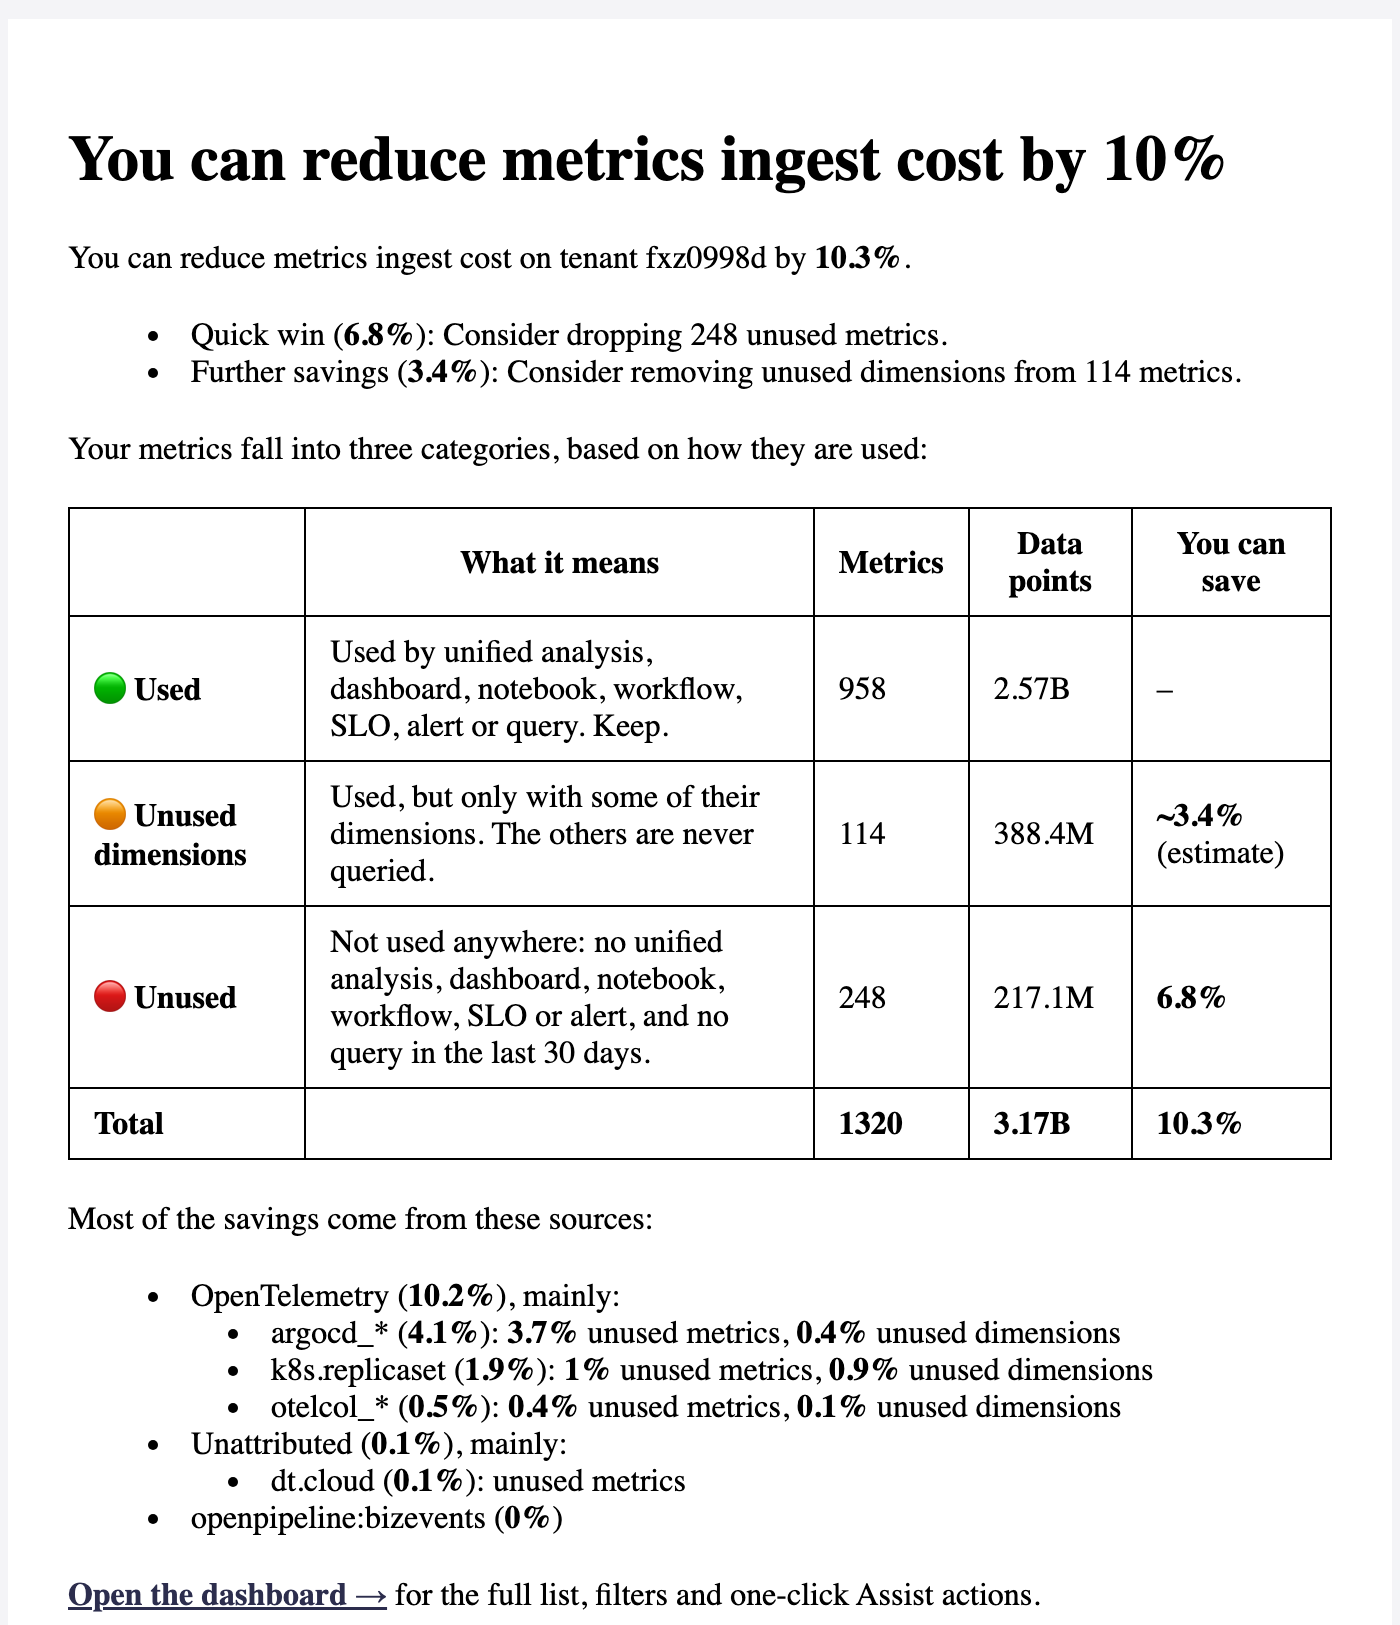 You can reduce metrics ingest cost by 10%
You can reduce metrics ingest cost on tenant fxz0998d by 10.3%.
• Quick win (6.8%): Consider dropping 248 unused metrics.
• Further savings (3.4%): Consider removing unused dimensions from 114 metrics.
Your metrics fall into three categories, based on how they are used:
What it means
Metrics
Data
points
You can
save
Used
Used by unified analysis,
dashboard, notebook, workflow,
SLO, alert or query. Keep.
958
2.57B
–
Unused
dimensions
Used, but only with some of their
dimensions. The others are never
queried.
114
388.4M
~3.4%
(estimate)
Unused
Not used anywhere: no unified
analysis, dashboard, notebook,
workflow, SLO or alert, and no
query in the last 30 days.
248
217.1M
6.8%
Total
1320
3.17B
10.3%
Most of the savings come from these sources:
• OpenTelemetry (10.2%), mainly:
• argocd_* (4.1%): 3.7% unused metrics, 0.4% unused dimensions
• k8s.replicaset (1.9%): 1% unused metrics, 0.9% unused dimensions
• otelcol_* (0.5%): 0.4% unused metrics, 0.1% unused dimensions
• Unattributed (0.1%), mainly:
• dt.cloud (0.1%): unused metrics
• openpipeline:bizevents (0%)
Open the dashboard → for the full list, filters and one-click Assist actions.